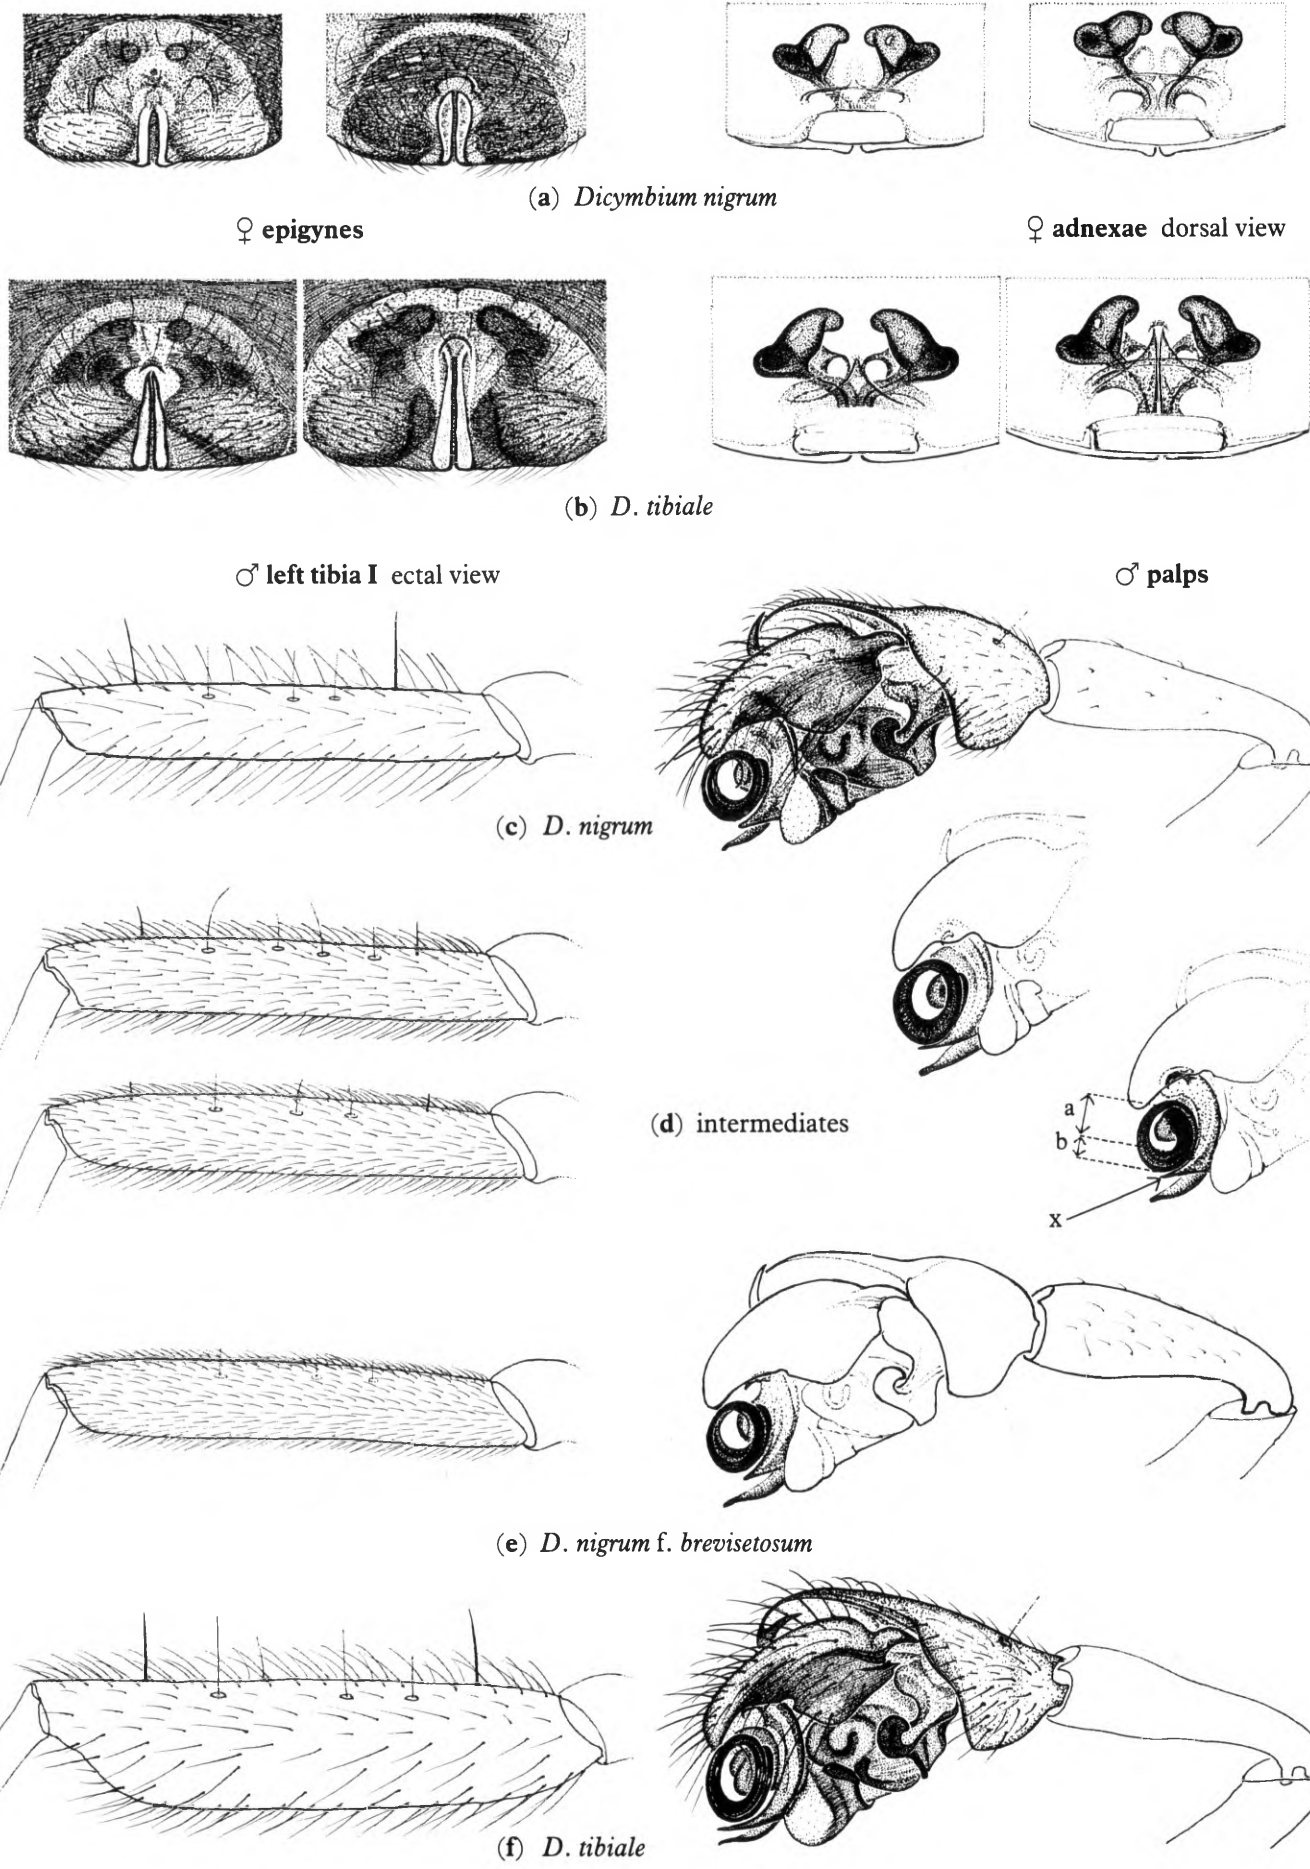 (a) Dicymbium nigrum
♀ epigynes
♀ adnexae dorsal view
(b) D. tibiale
♂ left tibia I ectal view
♂ palps
(c) D. nigrum
(d) intermediates
a
b
x
(e) D. nigrum f. brevisetosum
(f) D. tibiale